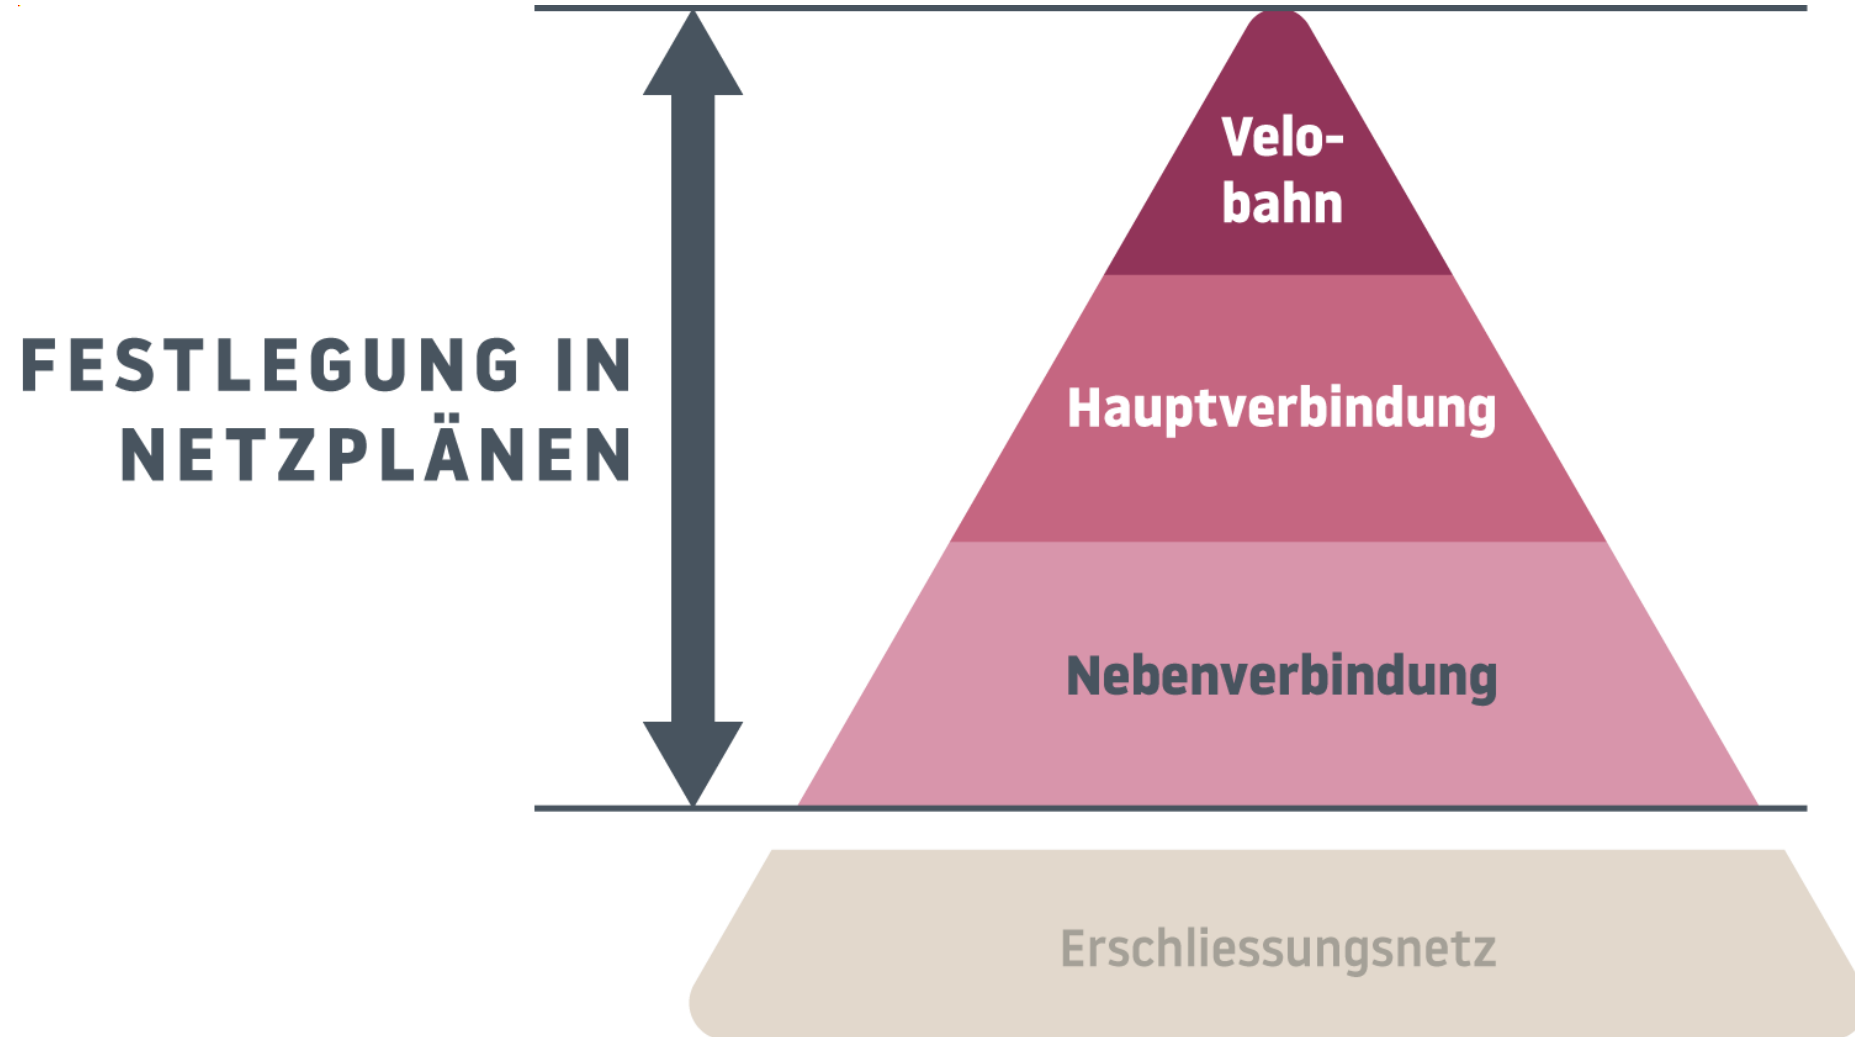 Velo-
bahn
FESTLEGUNG IN
NETZPLÄNEN
Hauptverbindung
Nebenverbindung
Erschliessungsnetz